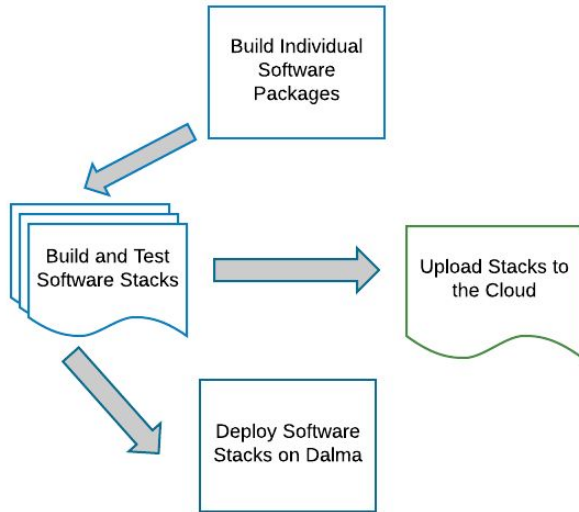 Build Individual
Software
Packages
Build and Test
Software Stacks
Upload Stacks to
the Cloud
Deploy Software
Stacks on Dalma